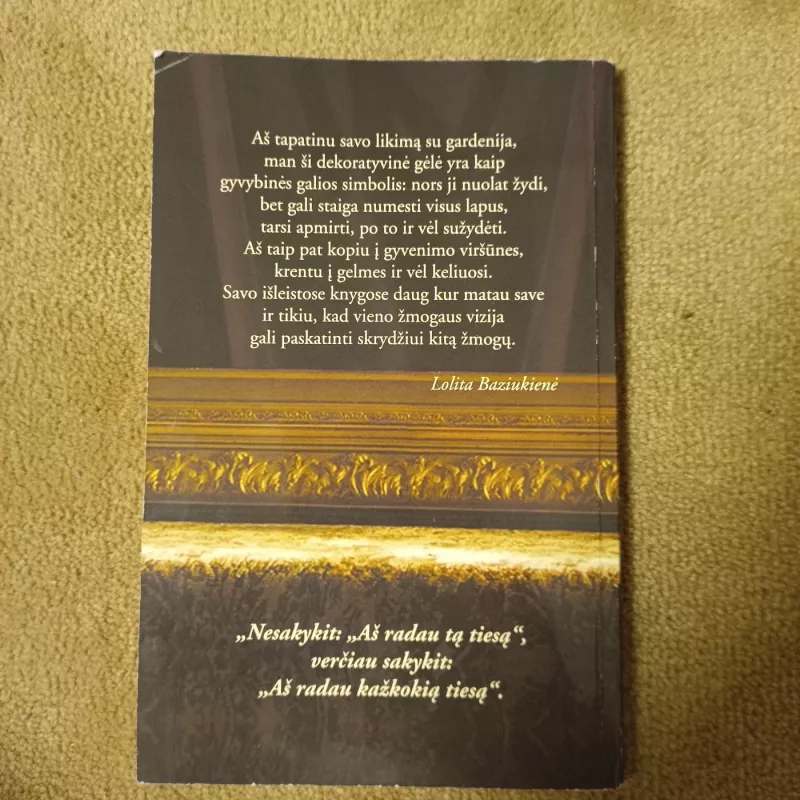 Aš tapatinu savo likimą su gardenija,
man ši dekoratyvinė gėlė yra kaip
gyvybinės galios simbolis: nors ji nuolat žydi,
bet gali staiga numesti visus lapus,
tarsi apmirti, po to ir vėl sužydėti.
Aš taip pat kopiu į gyvenimo viršūnes,
krentu į gelmes ir vėl keliuosi.
Savo išleistose knygose daug kur matau save
ir tikiu, kad vieno žmogaus vizija
gali paskatinti skrydžiui kitą žmogų.
Lolita Baziukienė
„Nesakykit: „Aš radau tą tiesą“,
verčiau sakykit:
„Aš radau kažkokią tiesą“.